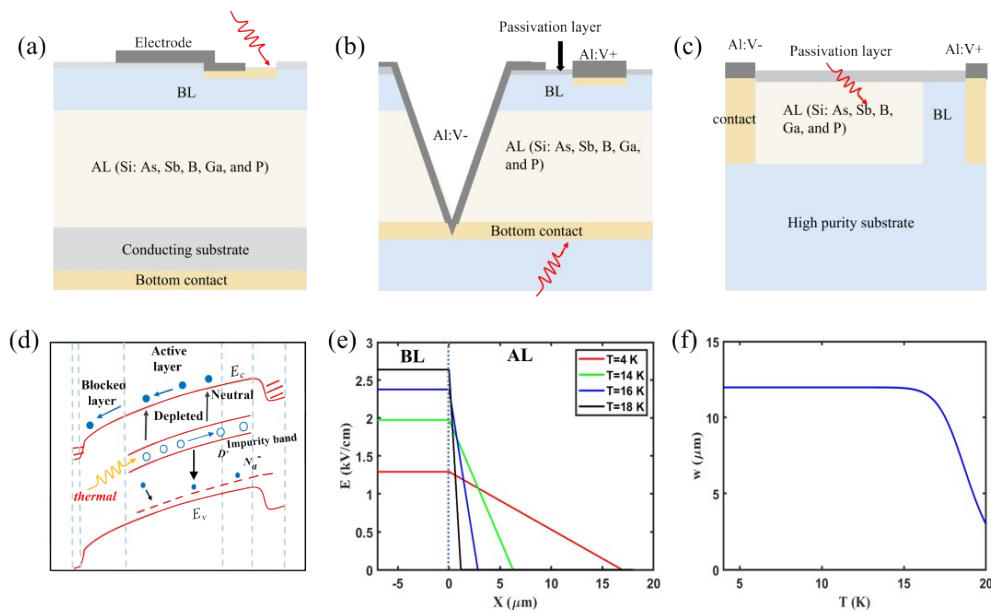 (a)
Electrode
BL
AL (Si: As, Sb, B, Ga, and P)
Conducting substrate
Bottom contact
(b)
Passivation layer
Al:V+
BL
Al:V-
AL (Si: As, Sb, B, Ga,
and P)
Bottom contact
(c)
Al:V-
Passivation layer
Al:V+
contact
AL (Si: As, Sb, B,
Ga, and P)
BL
High purity substrate
(d)
Active
layer
Blocked
layer
E_c
Depleted
Neutral
Impurity
band
D^+
N_a^-
thermal
E_v
(e)
BL
AL
T=4 K
T=14 K
T=16 K
T=18 K
E (kV/cm)
3
2.5
2
1.5
1
0.5
0
-5 0 5 10 15 20
X (μm)
(f)
w (μm)
15
10
5
0
5 10 15 20
T (K)